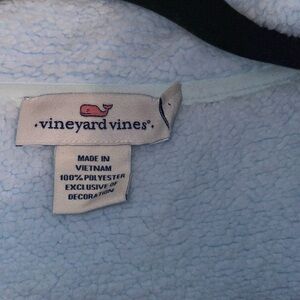 ·vineyard vines®·
MADE IN
VIETNAM
100% POLYESTER
EXCLUSIVE OF
DECORATION